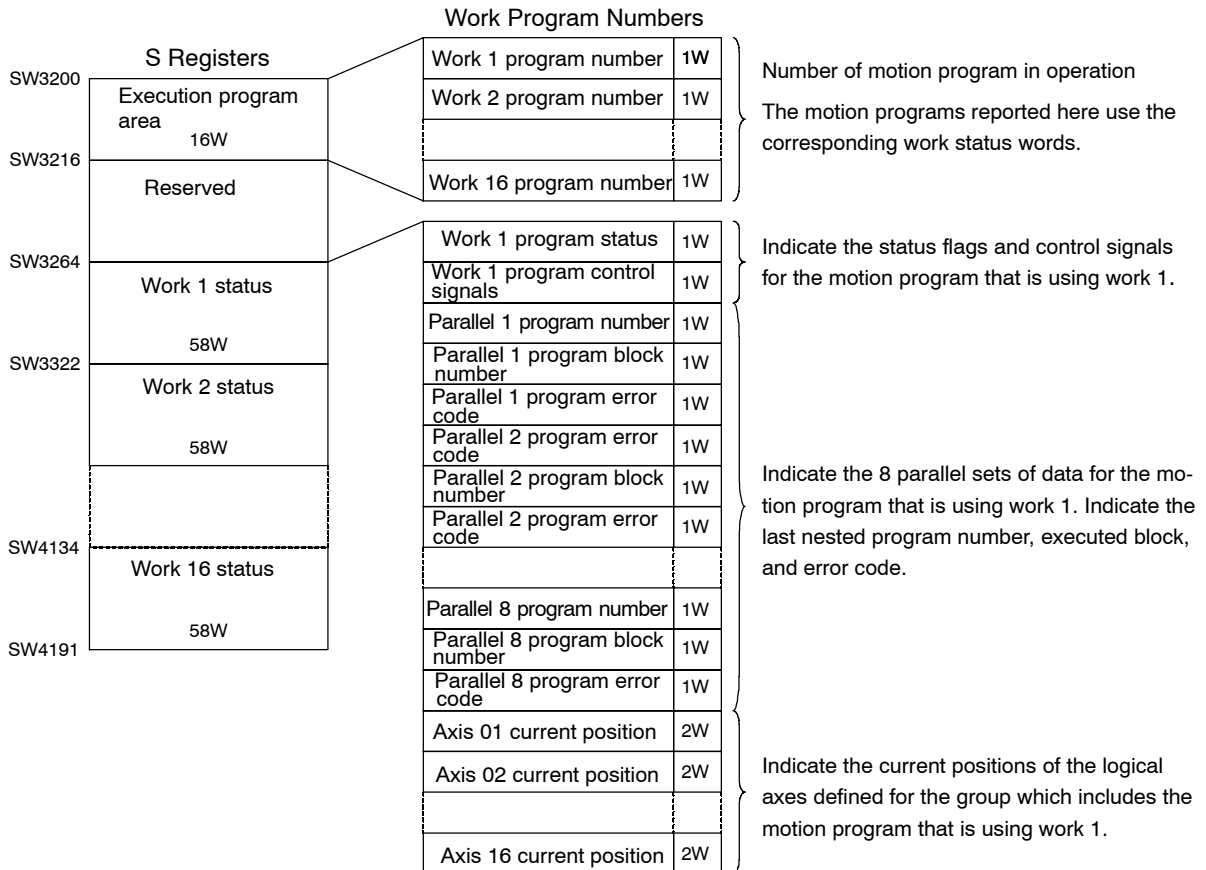 Work Program Numbers
S Registers
SW3200
Execution program
area
16W
SW3216
Reserved
SW3264
Work 1 status
58W
SW3322
Work 2 status
58W
SW4134
Work 16 status
58W
SW4191
Work 1 program number 1W
Work 2 program number 1W
Work 16 program number 1W
Number of motion program in operation
The motion programs reported here use the
corresponding work status words.
Work 1 program status 1W
Work 1 program control
signals 1W
Indicate the status flags and control signals
for the motion program that is using work 1.
Parallel 1 program number 1W
Parallel 1 program block
number 1W
Parallel 1 program error
code 1W
Parallel 2 program error
code 1W
Parallel 2 program block
number 1W
Parallel 2 program error
code 1W
Parallel 8 program number 1W
Parallel 8 program block
number 1W
Parallel 8 program error
code 1W
Indicate the 8 parallel sets of data for the mo-
tion program that is using work 1. Indicate the
last nested program number, executed block,
and error code.
Axis 01 current position 2W
Axis 02 current position 2W
Axis 16 current position 2W
Indicate the current positions of the logical
axes defined for the group which includes the
motion program that is using work 1.